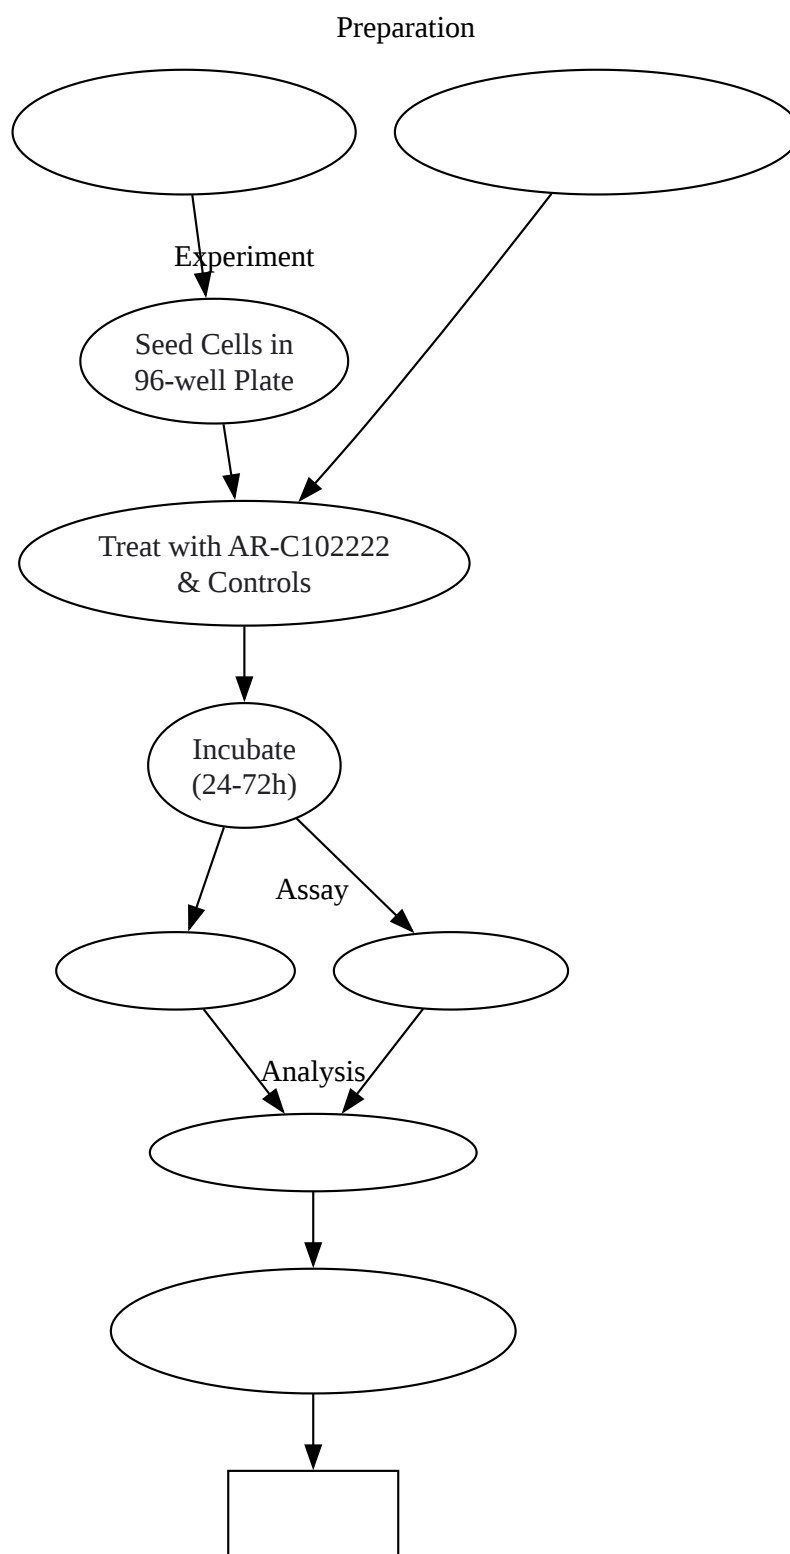 Preparation
Experiment
Seed Cells in
96-well Plate
Treat with AR-C102222
& Controls
Incubate
(24-72h)
Assay
Analysis